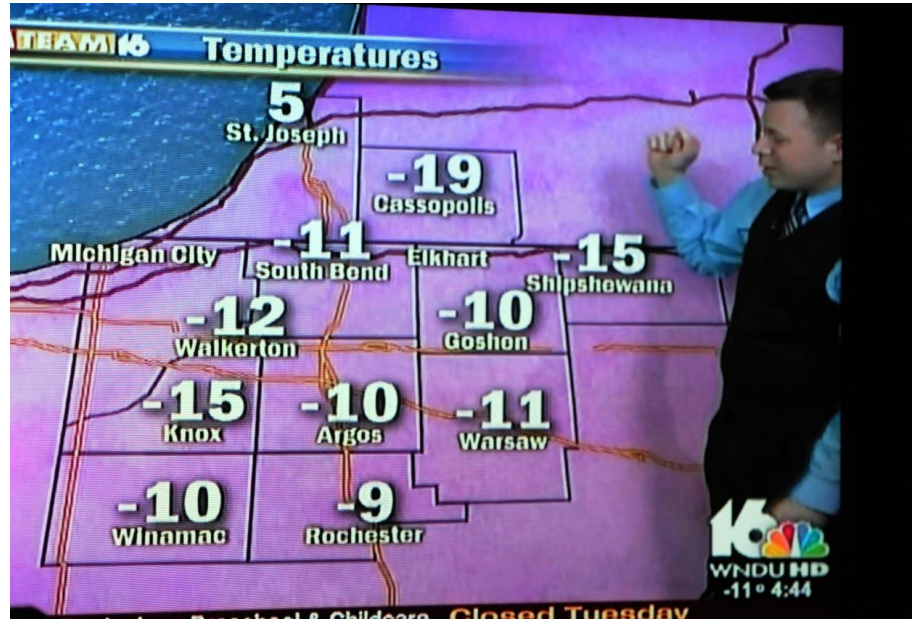 TEAM 16
Temperatures
5
St. Joseph
-19
Cassopolis
-11
South Bend
Michigan City
Elkhart
-15
Shipshewana
-12
Walkerton
-10
Goshen
-15
Knox
-10
Argos
-11
Warsaw
-10
Winamac
-9
Rochester
16
WNDU HD
-11° 4:44
Preschool & Childcare Closed Tuesday